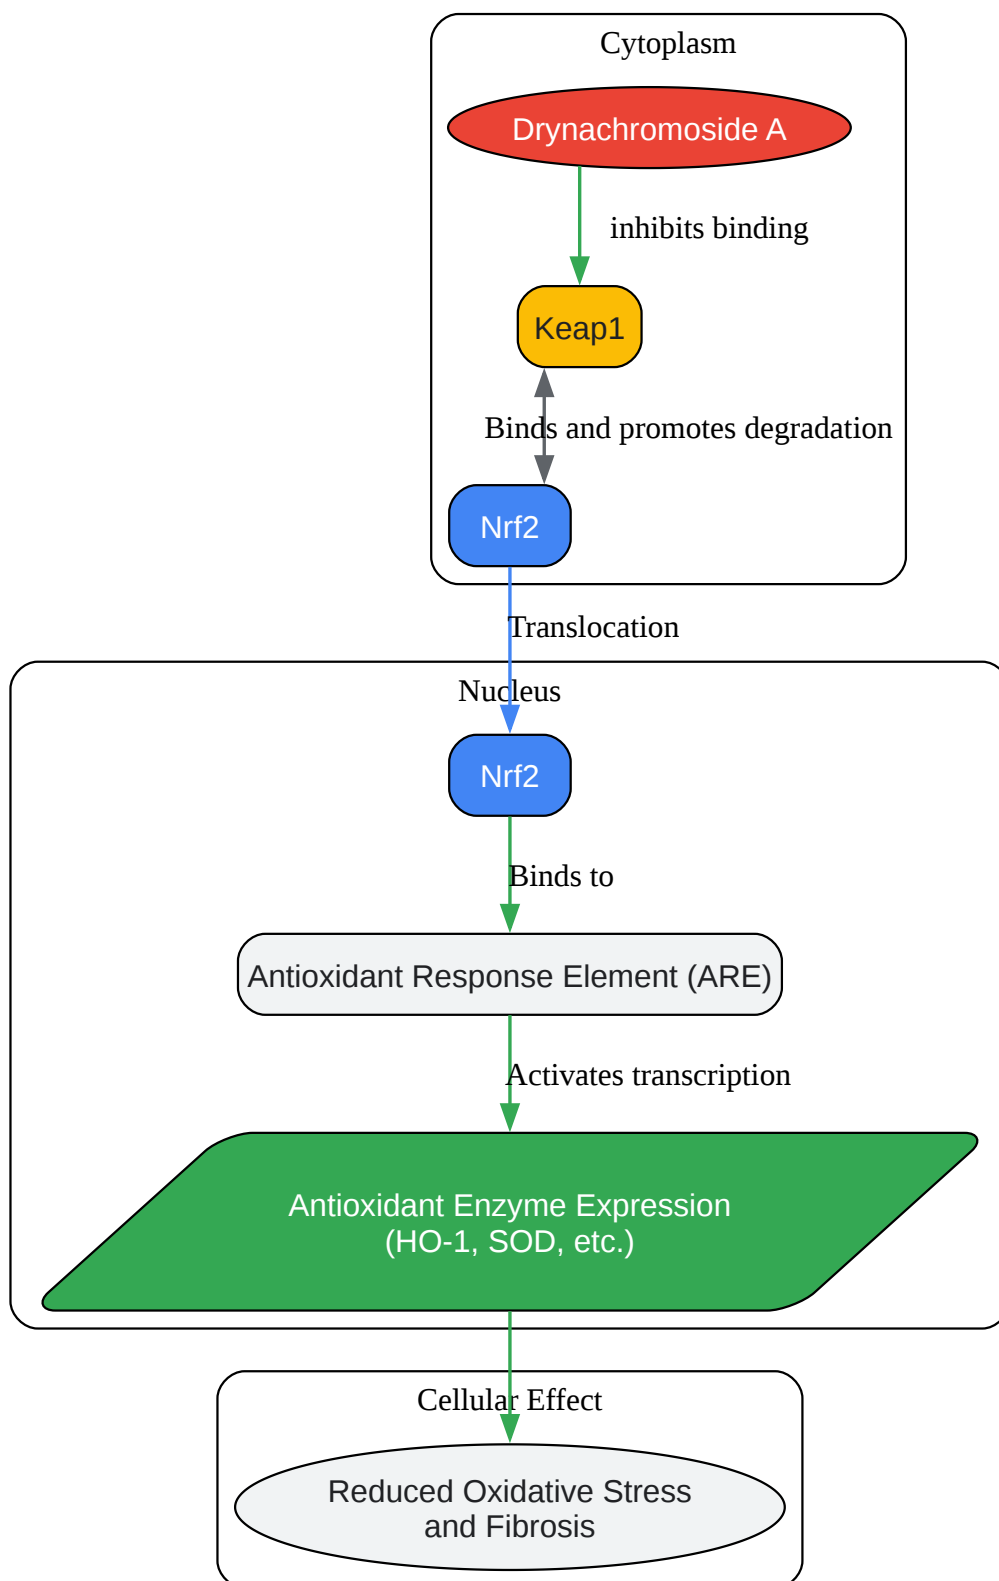 Cytoplasm
Drynachromoside A
inhibits binding
Keap1
Binds and promotes degradation
Nrf2
Translocation
Nucleus
Nrf2
Binds to
Antioxidant Response Element (ARE)
Activates transcription
Antioxidant Enzyme Expression
(HO-1, SOD, etc.)
Cellular Effect
Reduced Oxidative Stress
and Fibrosis